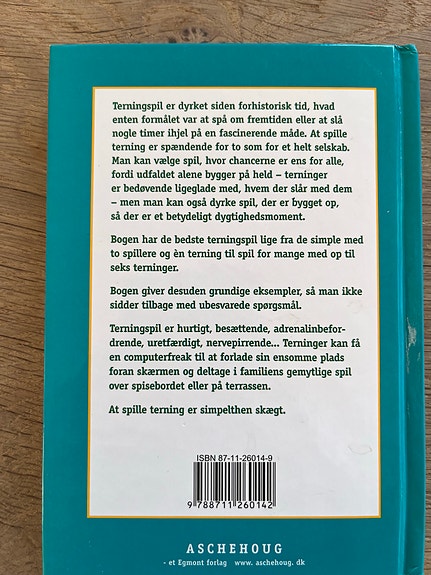 Terningspil er dyrket siden forhistorisk tid, hvad
enten formålet var at spå om fremtiden eller at slå
nogle timer ihjel på en fascinerende måde. At spille
terning er spændende for to som for et helt selskab.
Man kan vælge spil, hvor chancerne er ens for alle,
fordi udfaldet alene bygger på held – terninger
er bedøvende ligeglade med, hvem der slår med dem
– men man kan også dyrke spil, der er bygget op,
så der er et betydeligt dygtighedsmoment.
Bogen har de bedste terningspil lige fra de simple med
to spillere og èn terning til spil for mange med op til
seks terninger.
Bogen giver desuden grundige eksempler, så man ikke
sidder tilbage med ubesvarede spørgsmål.
Terningspil er hurtigt, besættende, adrenalinbefor-
drende, uretfærdigt, nervepirrende... Terninger kan få
en computerfreak til at forlade sin ensomme plads
foran skærmen og deltage i familiens gemytlige spil
over spisebordet eller på terrassen.
At spille terning er simpelthen skægt.
ISBN 87-11-26014-9
9 788711 260142
ASCHEHOUG
- et Egmont forlag www. aschehoug. dk